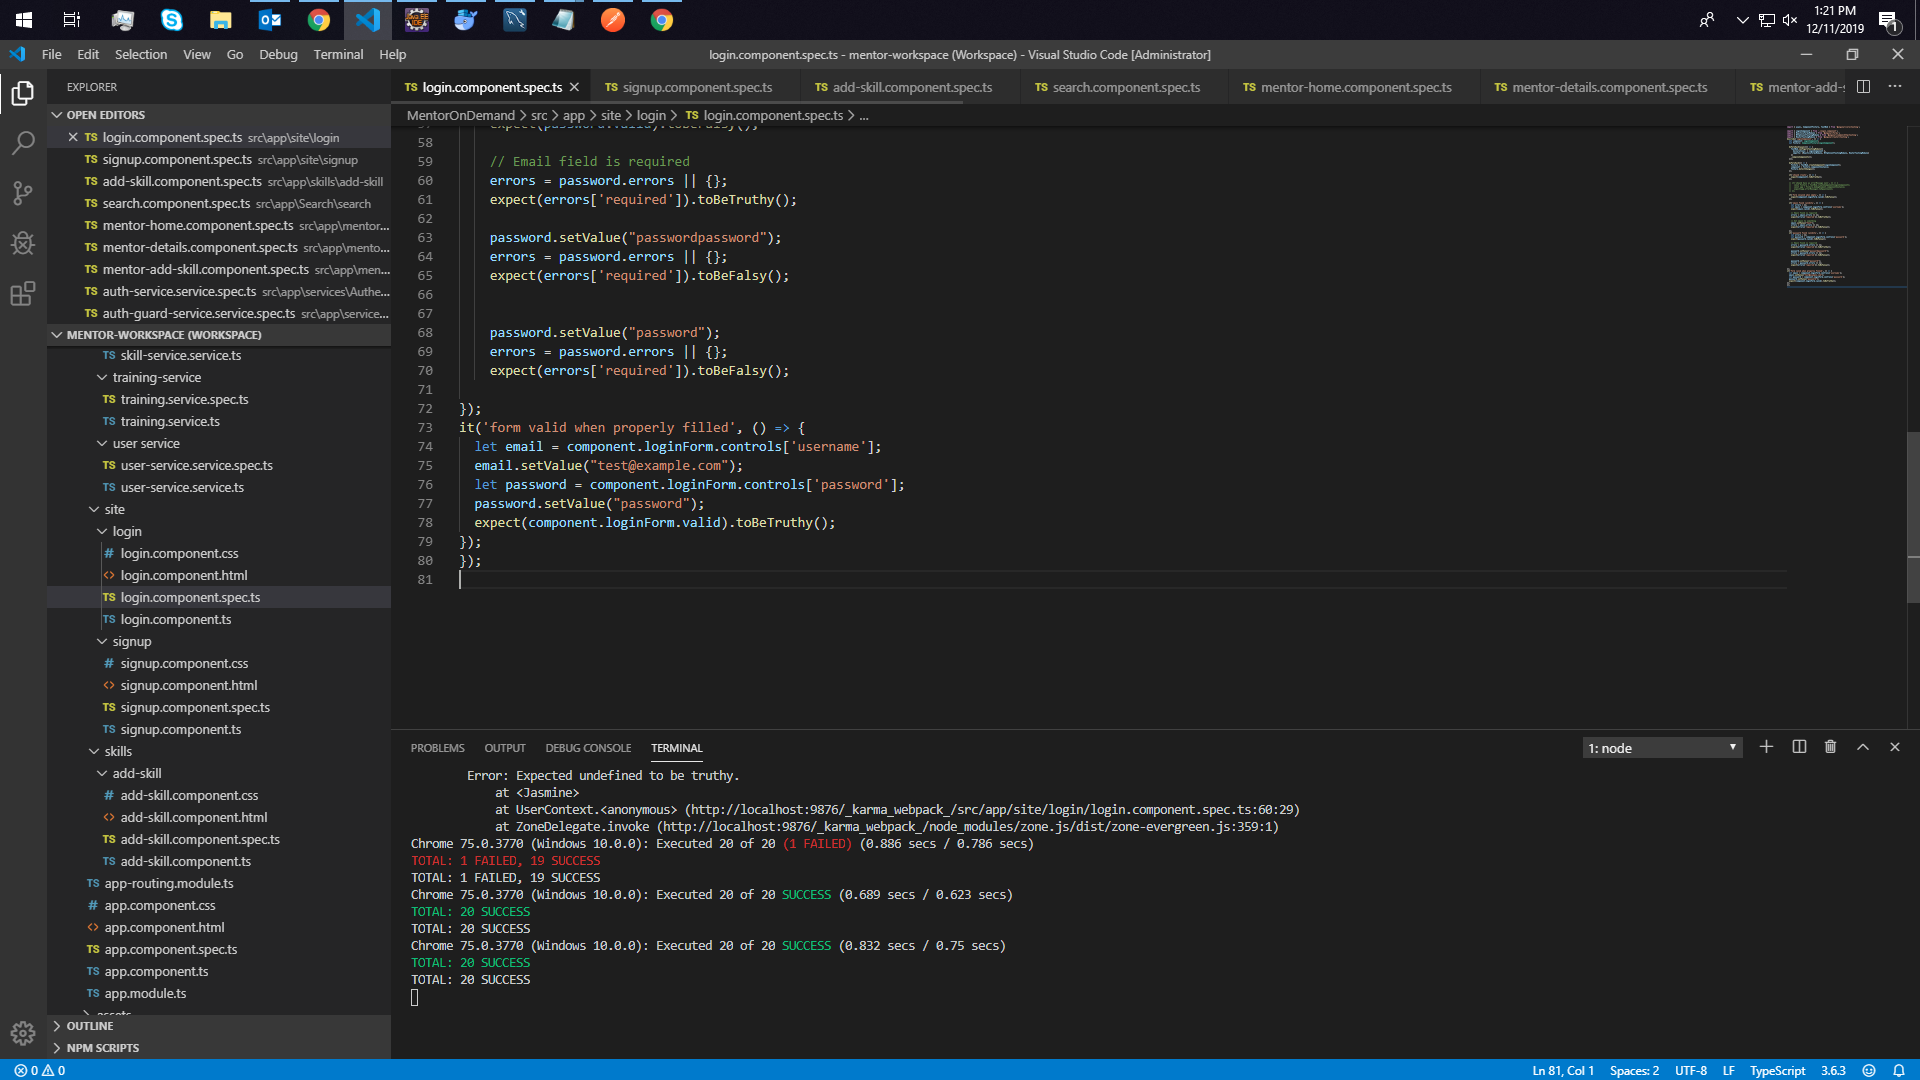 1:21 PM
12/11/2019
1
File Edit Selection View Go Debug Terminal Help
login.component.spec.ts - mentor-workspace (Workspace) - Visual Studio Code [Administrator]
EXPLORER
OPEN EDITORS
TS login.component.spec.ts src\app\site\login
TS signup.component.spec.ts src\app\site\signup
TS add-skill.component.spec.ts src\app\skills\add-skill
TS search.component.spec.ts src\app\Search\search
TS mentor-home.component.spec.ts src\app\mentor...
TS mentor-details.component.spec.ts src\app\mento...
TS mentor-add-skill.component.spec.ts src\app\men...
TS auth-service.service.spec.ts src\app\services\Authe...
TS auth-guard-service.service.spec.ts src\app\service...
MENTOR-WORKSPACE (WORKSPACE)
TS skill-service.service.ts
training-service
TS training.service.spec.ts
TS training.service.ts
user service
TS user-service.service.spec.ts
TS user-service.service.ts
site
login
# login.component.css
<> login.component.html
TS login.component.spec.ts
TS login.component.ts
signup
# signup.component.css
<> signup.component.html
TS signup.component.spec.ts
TS signup.component.ts
skills
add-skill
# add-skill.component.css
<> add-skill.component.html
TS add-skill.component.spec.ts
TS add-skill.component.ts
TS app-routing.module.ts
# app.component.css
<> app.component.html
TS app.component.spec.ts
TS app.component.ts
TS app.module.ts
assets
OUTLINE
NPM SCRIPTS
TS login.component.spec.ts TS signup.component.spec.ts TS add-skill.component.spec.ts TS search.component.spec.ts TS mentor-home.component.spec.ts TS mentor-details.component.spec.ts TS mentor-add-s
MentorOnDemand > src > app > site > login > TS login.component.spec.ts > ...
57 expect(password.valid).toBeFalsy();
58
59 // Email field is required
60 errors = password.errors || {};
61 expect(errors['required']).toBeTruthy();
62
63 password.setValue("passwordpassword");
64 errors = password.errors || {};
65 expect(errors['required']).toBeFalsy();
66
67
68 password.setValue("password");
69 errors = password.errors || {};
70 expect(errors['required']).toBeFalsy();
71
72 });
73 it('form valid when properly filled', () => {
74 let email = component.loginForm.controls['username'];
75 email.setValue("test@example.com");
76 let password = component.loginForm.controls['password'];
77 password.setValue("password");
78 expect(component.loginForm.valid).toBeTruthy();
79 });
80 });
81
PROBLEMS OUTPUT DEBUG CONSOLE TERMINAL 1: node
Error: Expected undefined to be truthy.
at <Jasmine>
at UserContext.<anonymous> (http://localhost:9876/_karma_webpack_/src/app/site/login/login.component.spec.ts:60:29)
at ZoneDelegate.invoke (http://localhost:9876/_karma_webpack_/node_modules/zone.js/dist/zone-evergreen.js:359:1)
Chrome 75.0.3770 (Windows 10.0.0): Executed 20 of 20 (1 FAILED) (0.886 secs / 0.786 secs)
TOTAL: 1 FAILED, 19 SUCCESS
TOTAL: 1 FAILED, 19 SUCCESS
Chrome 75.0.3770 (Windows 10.0.0): Executed 20 of 20 SUCCESS (0.689 secs / 0.623 secs)
TOTAL: 20 SUCCESS
TOTAL: 20 SUCCESS
Chrome 75.0.3770 (Windows 10.0.0): Executed 20 of 20 SUCCESS (0.832 secs / 0.75 secs)
TOTAL: 20 SUCCESS
TOTAL: 20 SUCCESS
0 0 Ln 81, Col 1 Spaces: 2 UTF-8 LF TypeScript 3.6.3